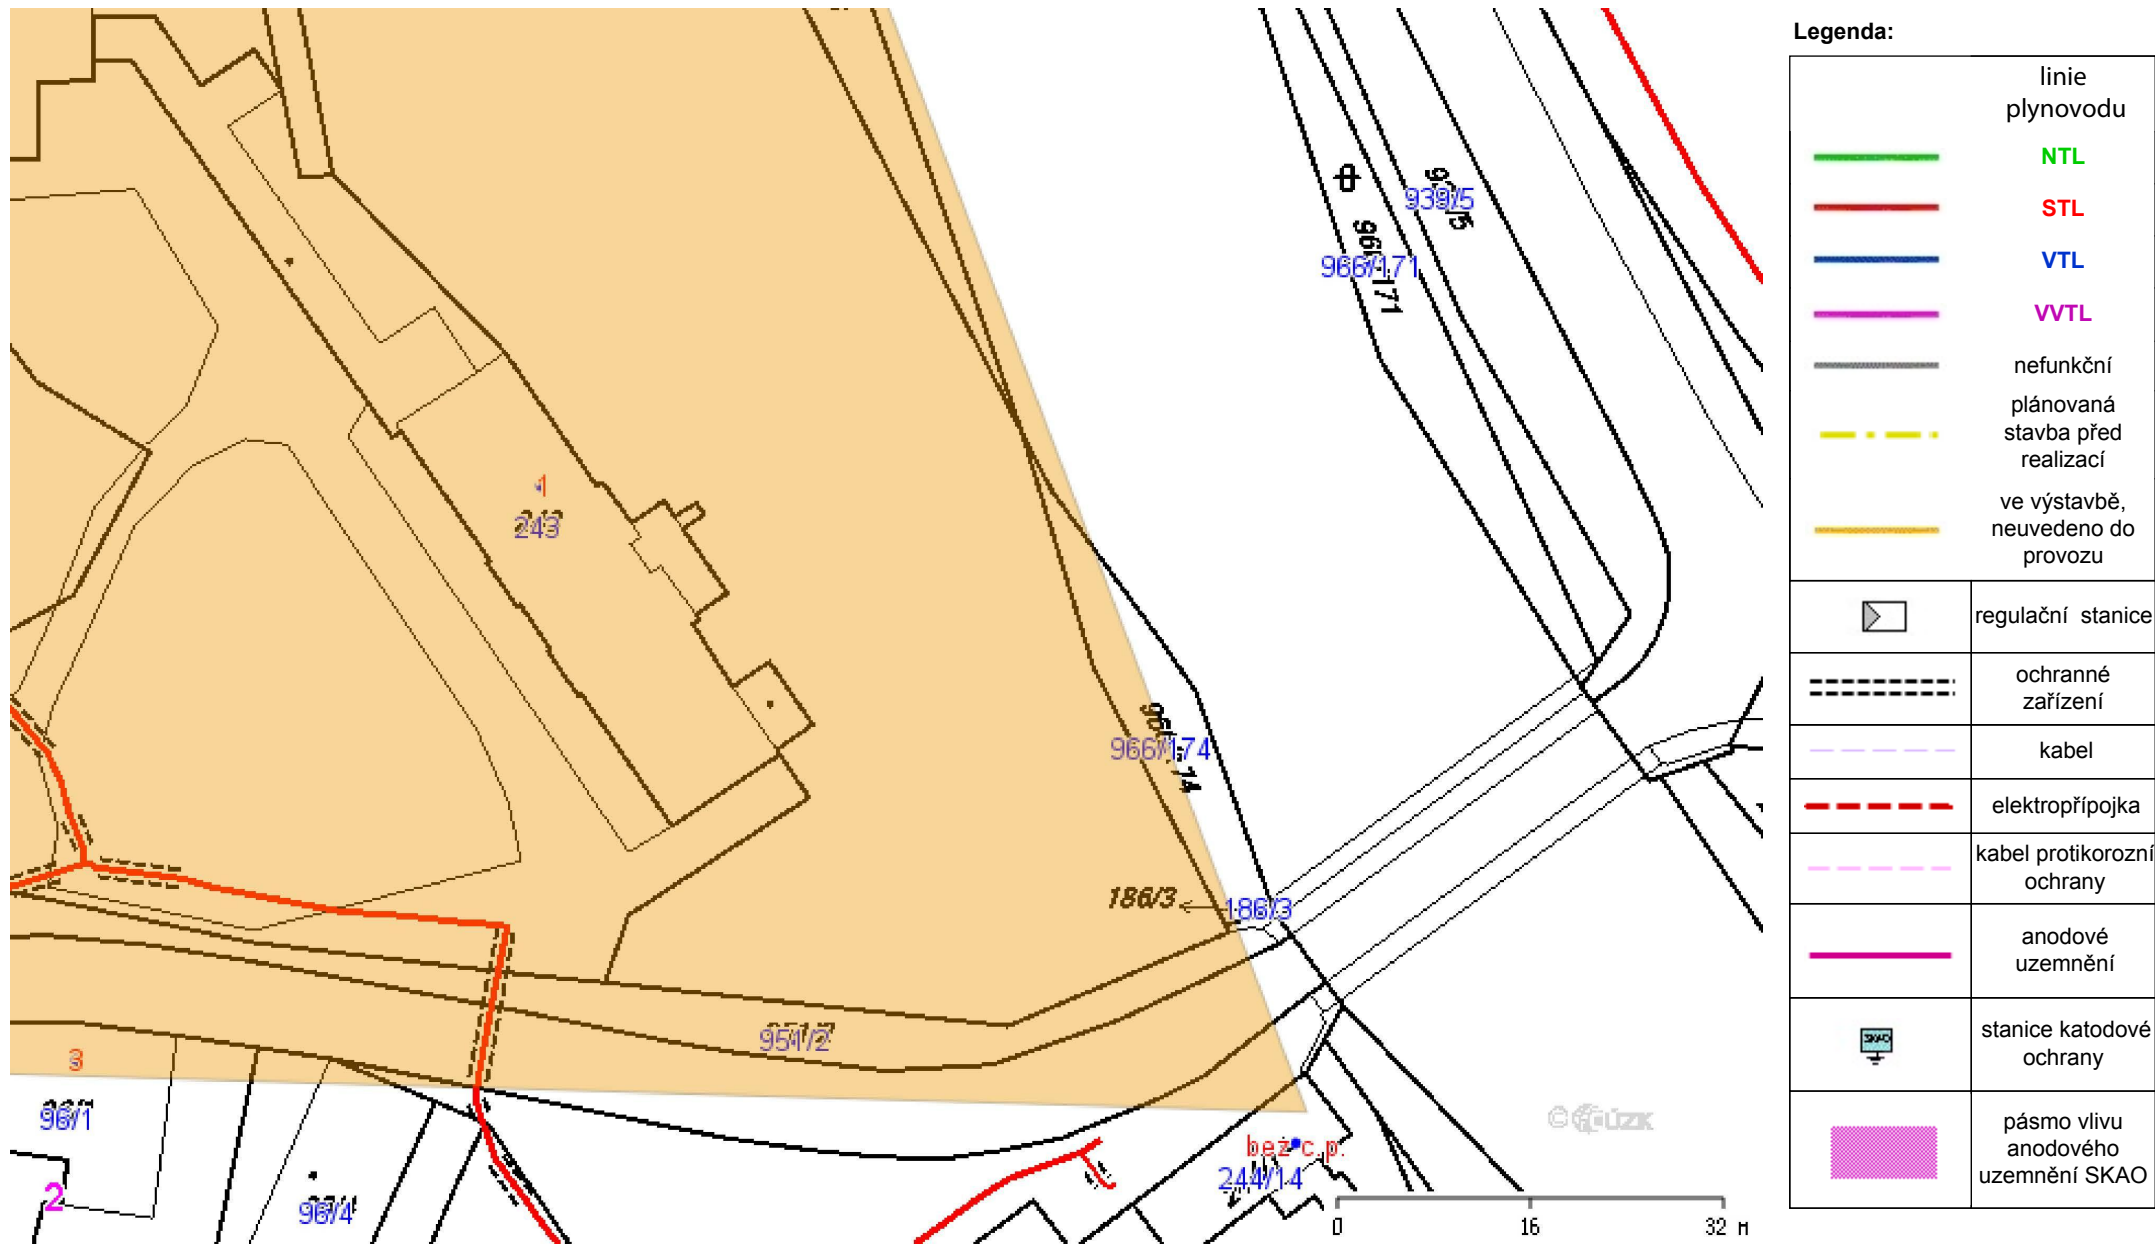 Legenda:
linie
plynovodu
NTL
STL
VTL
VVTL
nefunkční
plánovaná
stavba před
realizací
ve výstavbě,
neuvedeno do
provozu
regulační stanice
ochranné
zařízení
kabel
elektropřípojka
kabel protikorozní
ochrany
anodové
uzemnění
SKAO
stanice katodové
ochrany
pásmo vlivu
anodového
uzemnění SKAO
939/5
966/171
1
243
966/174
186/3
186/3
951/2
3
96/1
2
96/4
bez c.p.
244/14
0 16 32 M